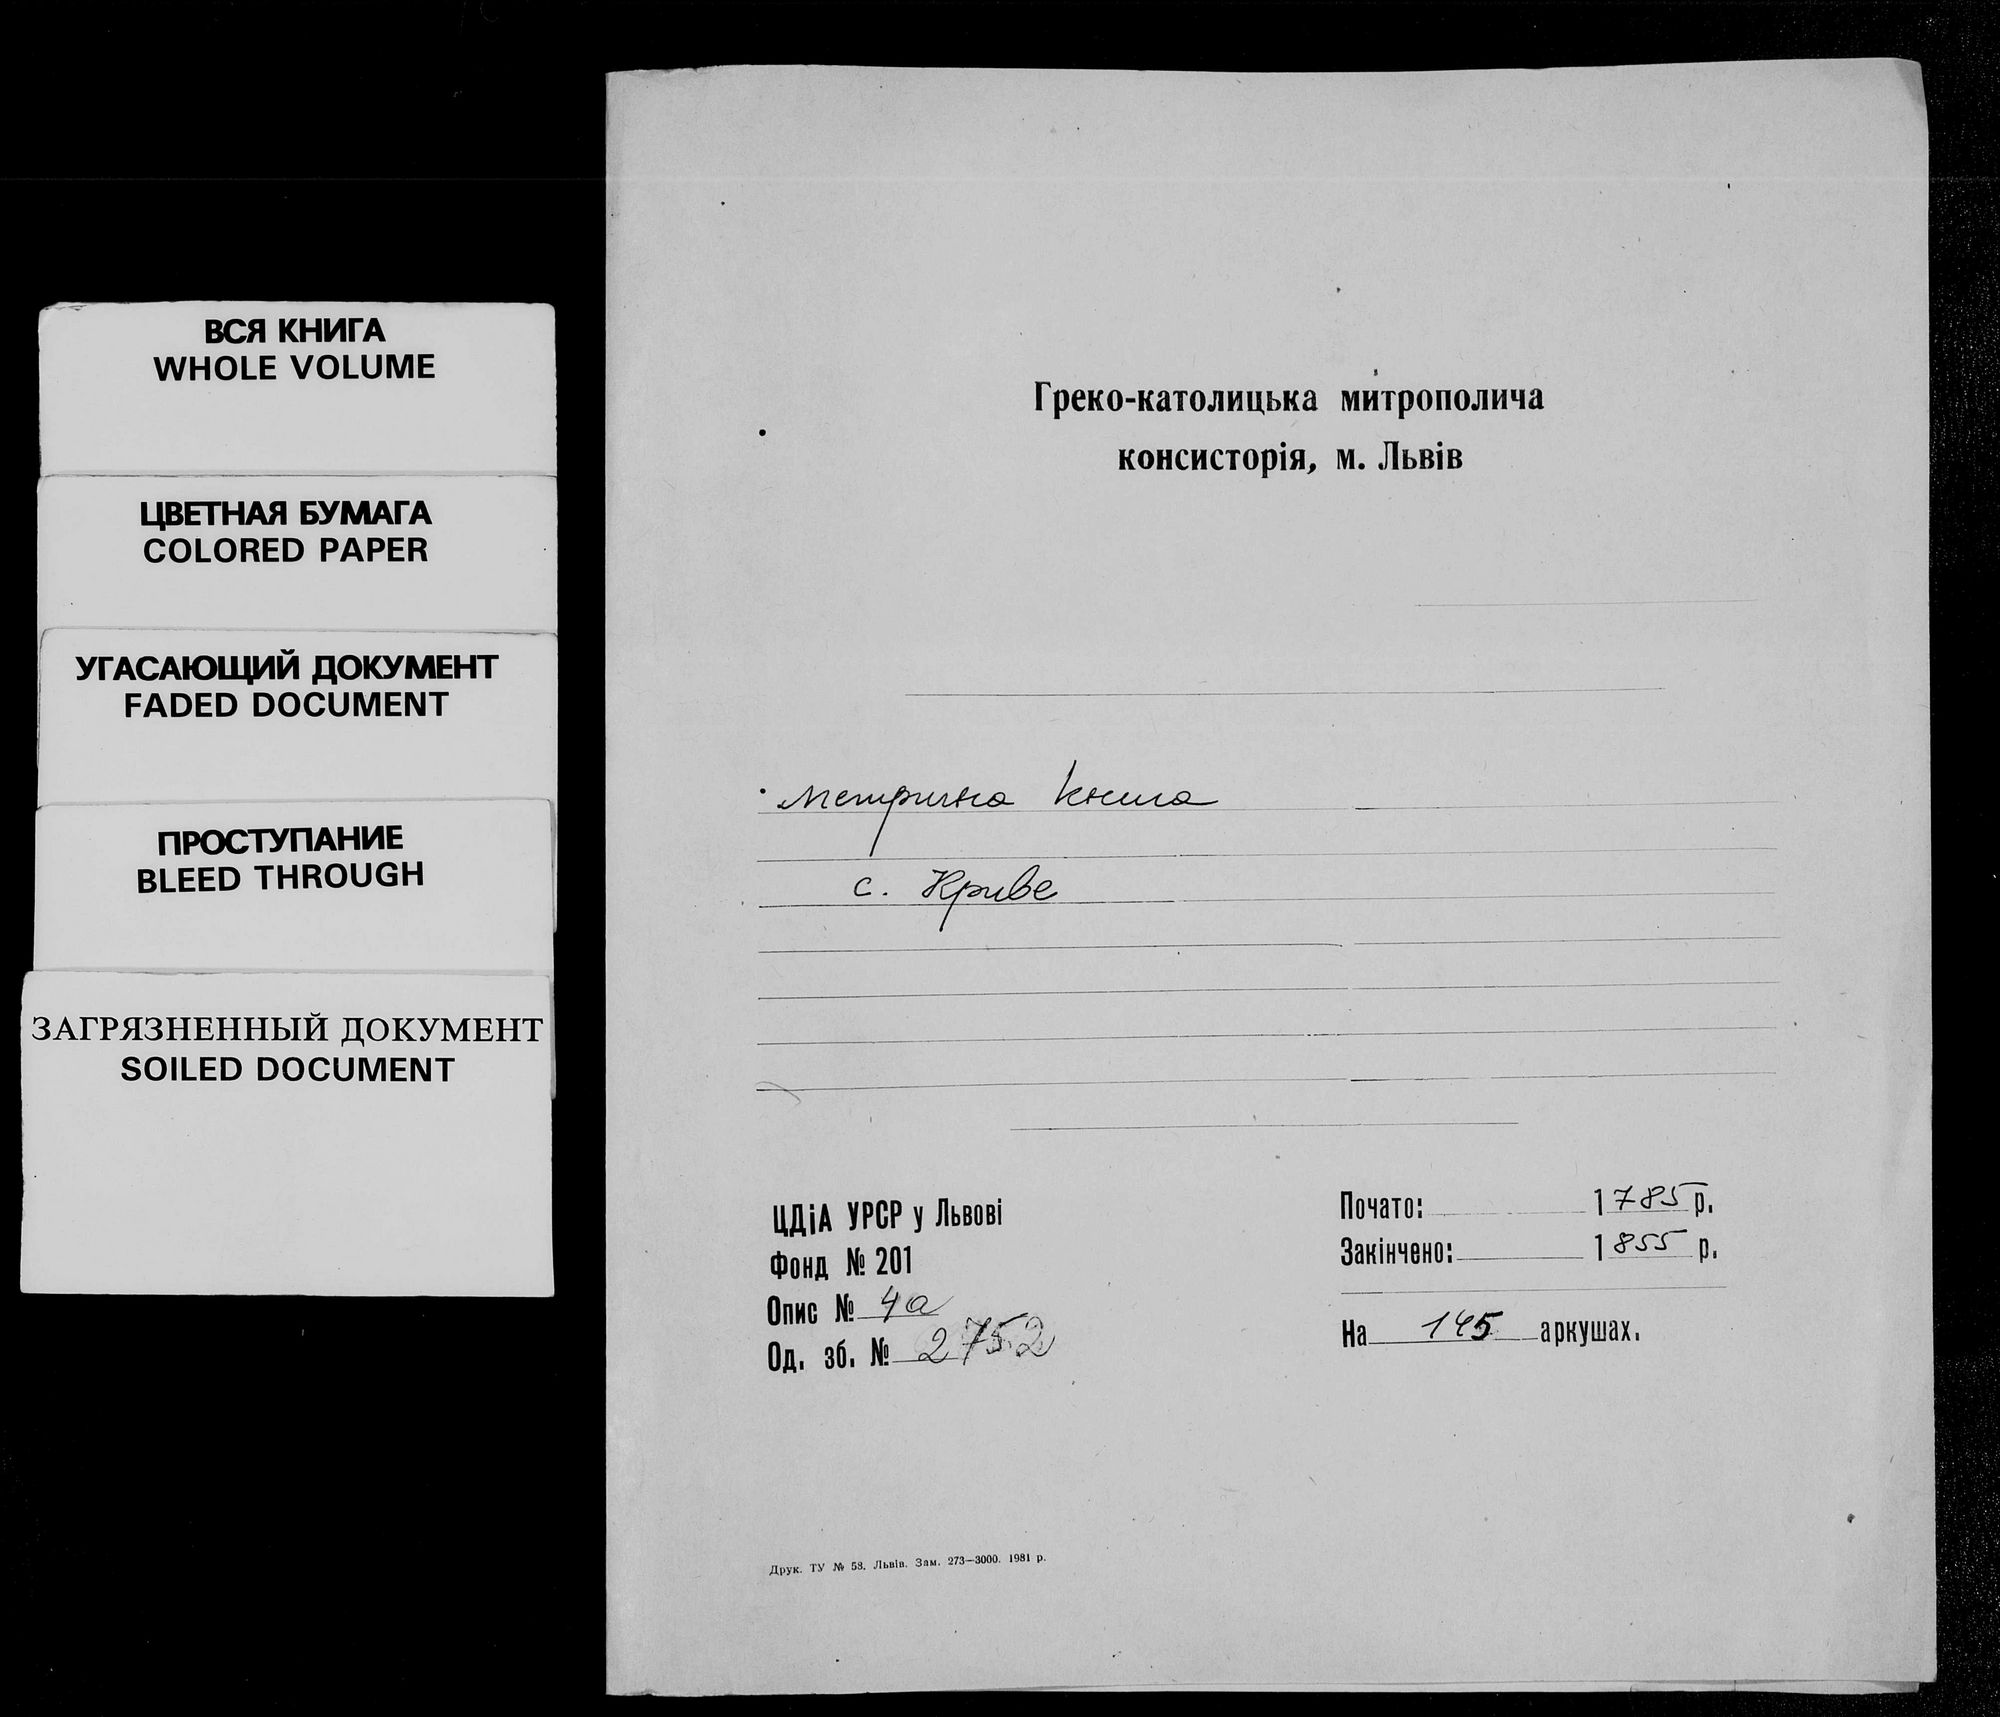 ВСЯ КНИГА
WHOLE VOLUME
ЦВЕТНАЯ БУМАГА
COLORED PAPER
УГАСАЮЩИЙ ДОКУМЕНТ
FADED DOCUMENT
ПРОСТУПАНИЕ
BLEED THROUGH
ЗАГРЯЗНЕННЫЙ ДОКУМЕНТ
SOILED DOCUMENT
Греко-католицька митрополича
консисторія, м. Львів
метрична книга
с. Криве
ЦДіА УРСР у Львові
Фонд № 201
Опис № 4а
Од. зб. № 2752
Почато: 1785 р.
Закінчено: 1855 р.
На 145 аркушах.
Друк. ТУ № 58. Львів. Зам. 273—3000. 1981 р.